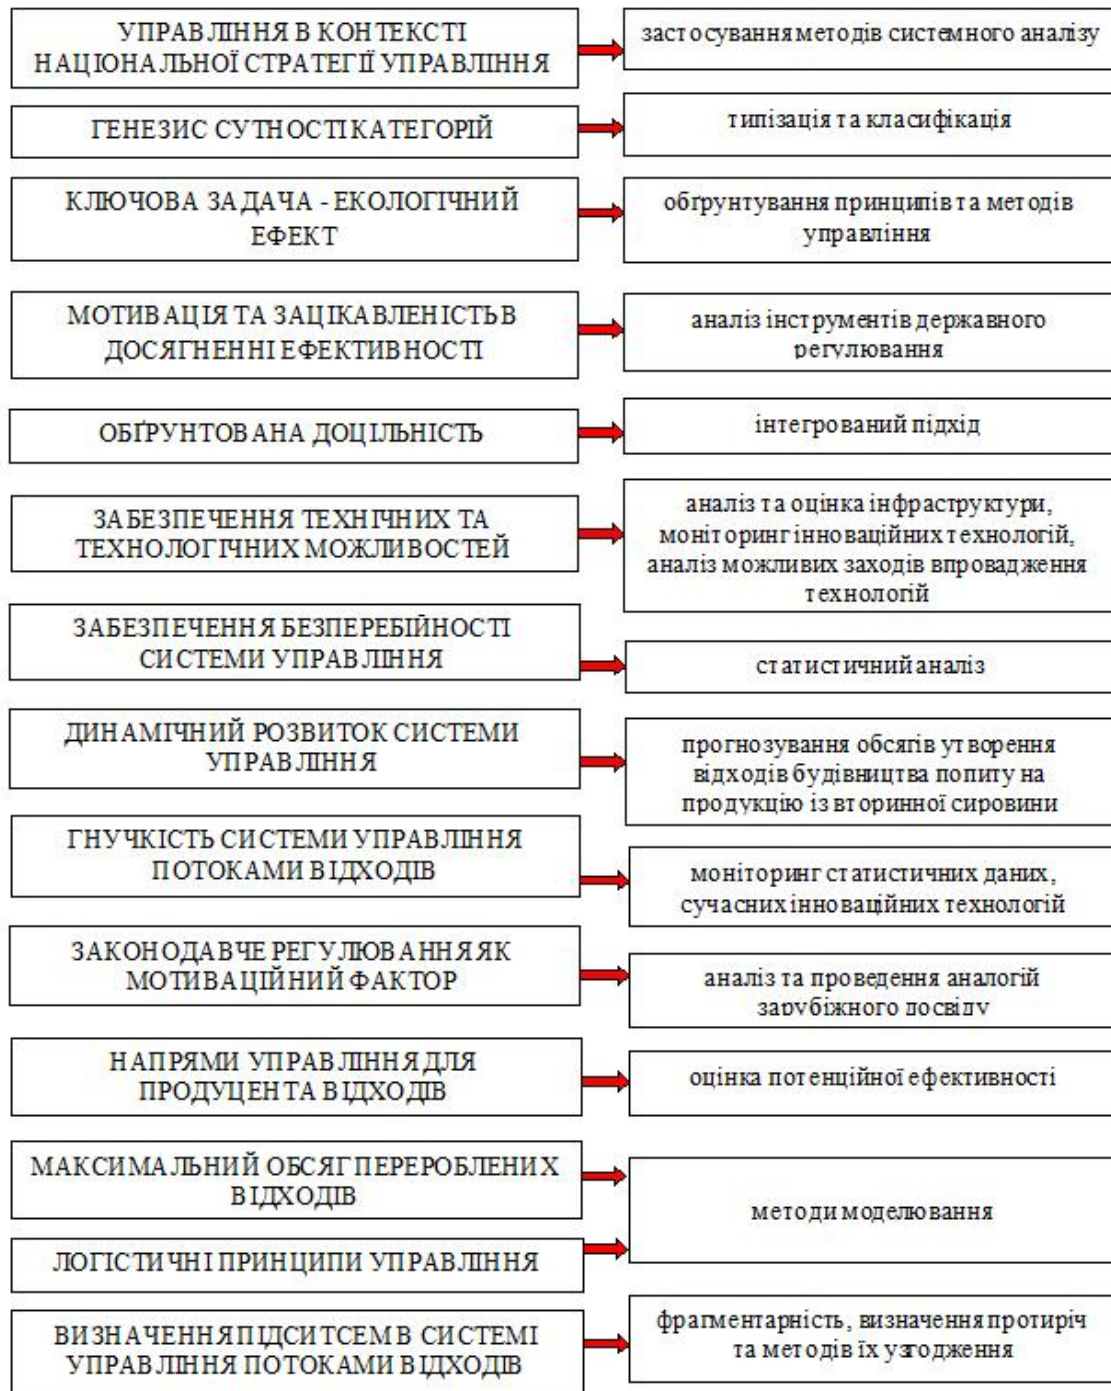 УПРАВЛІННЯ В КОНТЕКСТІ
НАЦІОНАЛЬНОЇ СТРАТЕГІЇ УПРАВЛІННЯ
застосування методів системного аналізу
ГЕНЕЗИС СУТНОСТІ КАТЕГОРІЙ
типізація та класифікація
КЛЮЧОВА ЗАДАЧА - ЕКОЛОГІЧНИЙ
ЕФЕКТ
обґрунтування принципів та методів
управління
МОТИВАЦІЯ ТА ЗАЦІКАВЛЕНІСТЬ В
ДОСЯГНЕННІ ЕФЕКТИВНОСТІ
аналіз інструментів державного
регулювання
ОБҐРУНТОВАНА ДОЦІЛЬНІСТЬ
інтегрований підхід
ЗАБЕЗПЕЧЕННЯ ТЕХНІЧНИХ ТА
ТЕХНОЛОГІЧНИХ МОЖЛИВОСТЕЙ
аналіз та оцінка інфраструктури,
моніторинг інноваційних технологій,
аналіз можливих заходів впровадження
технологій
ЗАБЕЗПЕЧЕННЯ БЕЗПЕРЕБІЙНОСТІ
СИСТЕМИ УПРАВЛІННЯ
статистичний аналіз
ДИНАМІЧНИЙ РОЗВИТОК СИСТЕМИ
УПРАВЛІННЯ
прогнозування обсягів утворення
відходів будівництва попиту на
продукцію із вторинної сировини
ГНУЧКІСТЬ СИСТЕМИ УПРАВЛІННЯ
ПОТОКАМИ ВІДХОДІВ
моніторинг статистичних даних,
сучасних інноваційних технологій
ЗАКОНОДАВЧЕ РЕГУЛЮВАННЯ ЯК
МОТИВАЦІЙНИЙ ФАКТОР
аналіз та проведення аналогій
зарубіжного досвіду
НАПРЯМИ УПРАВЛІННЯ ДЛЯ
ПРОДУЦЕНТА ВІДХОДІВ
оцінка потенційної ефективності
МАКСИМАЛЬНИЙ ОБСЯГ ПЕРЕРОБЛЕНИХ
ВІДХОДІВ
методи моделювання
ЛОГІСТИЧНІ ПРИНЦИПИ УПРАВЛІННЯ
ВИЗНАЧЕННЯ ПІДСИТСЕМ В СИСТЕМІ
УПРАВЛІННЯ ПОТОКАМИ ВІДХОДІВ
фрагментарність, визначення протиріч
та методів їх узгодження